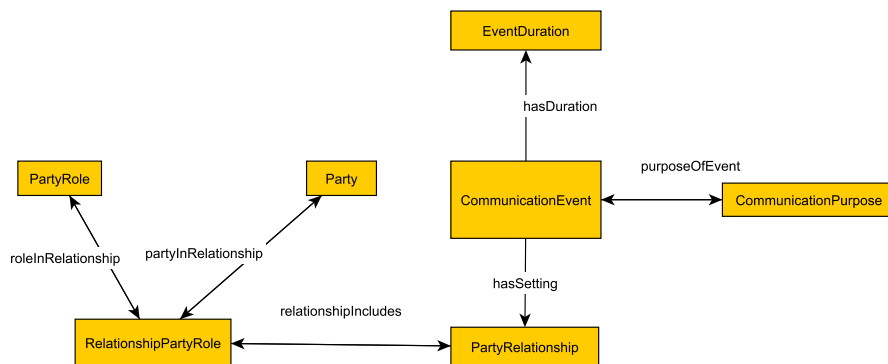 EventDuration
hasDuration
purposeOfEvent
PartyRole
Party
CommunicationEvent
CommunicationPurpose
roleInRelationship
partyInRelationship
hasSetting
relationshipIncludes
RelationshipPartyRole
PartyRelationship